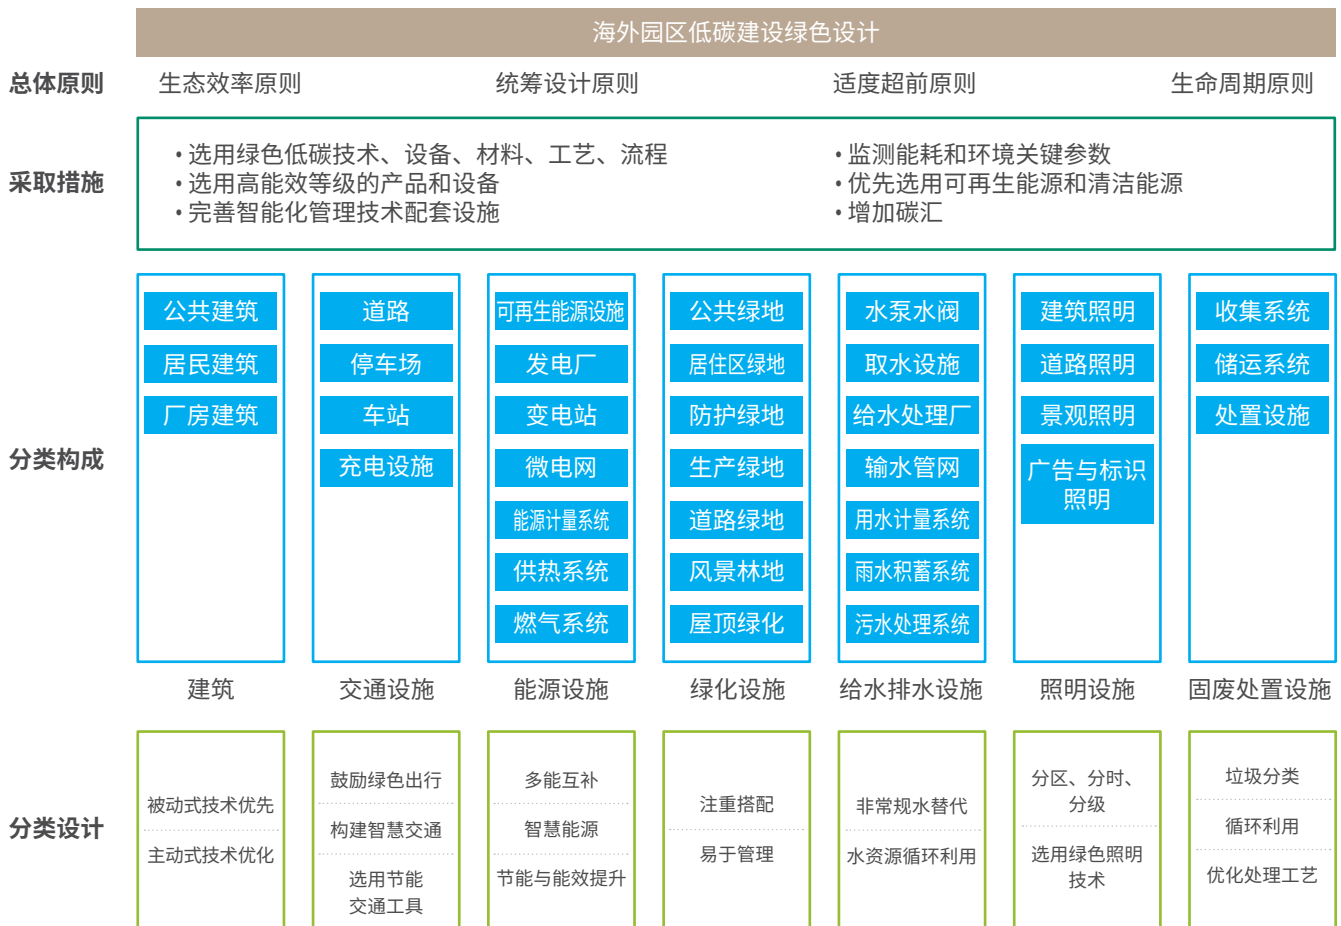 海外园区低碳建设绿色设计
总体原则
生态效率原则
统筹设计原则
适度超前原则
生命周期原则
采取措施
• 选用绿色低碳技术、设备、材料、工艺、流程
• 选用高能效等级的产品和设备
• 完善智能化管理技术配套设施
• 监测能耗和环境关键参数
• 优先选用可再生能源和清洁能源
• 增加碳汇
分类构成
公共建筑
居民建筑
厂房建筑
建筑
道路
停车场
车站
充电设施
交通设施
可再生能源设施
发电厂
变电站
微电网
能源计量系统
供热系统
燃气系统
能源设施
公共绿地
居住区绿地
防护绿地
生产绿地
道路绿地
风景林地
屋顶绿化
绿化设施
水泵水阀
取水设施
给水处理厂
输水管网
用水计量系统
雨水积蓄系统
污水处理系统
给水排水设施
建筑照明
道路照明
景观照明
广告与标识
照明
照明设施
收集系统
储运系统
处置设施
固废处置设施
分类设计
被动式技术优先
主动式技术优化
鼓励绿色出行
构建智慧交通
选用节能
交通工具
多能互补
智慧能源
节能与能效提升
注重搭配
易于管理
非常规水替代
水资源循环利用
分区、分时、
分级
选用绿色照明
技术
垃圾分类
循环利用
优化处理工艺